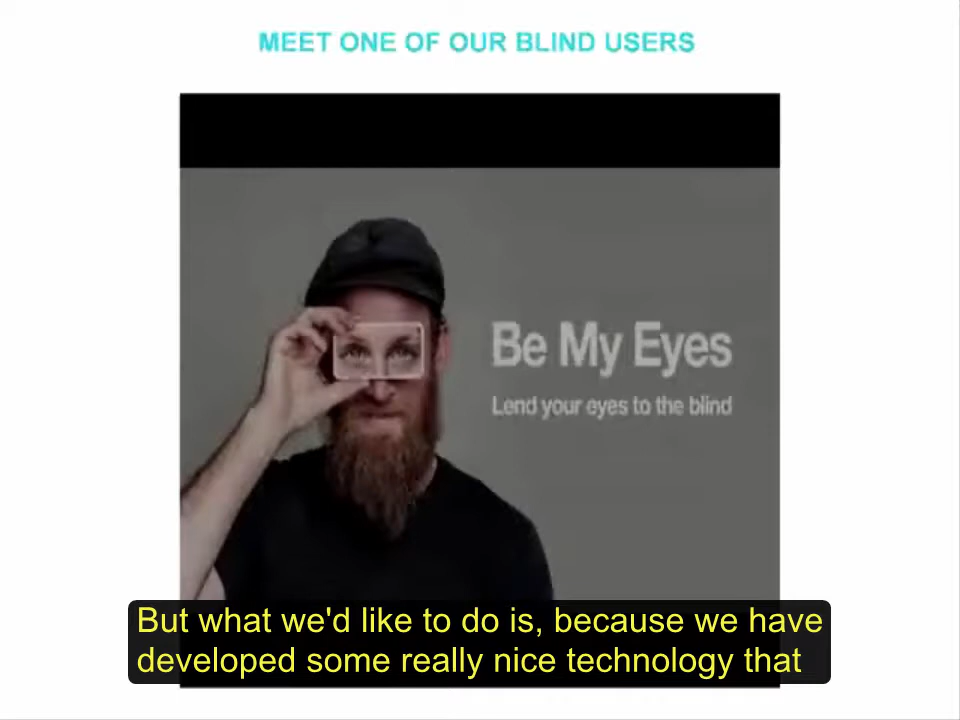 MEET ONE OF OUR BLIND USERS
Be My Eyes
Lend your eyes to the blind
But what we'd like to do is, because we have
developed some really nice technology that